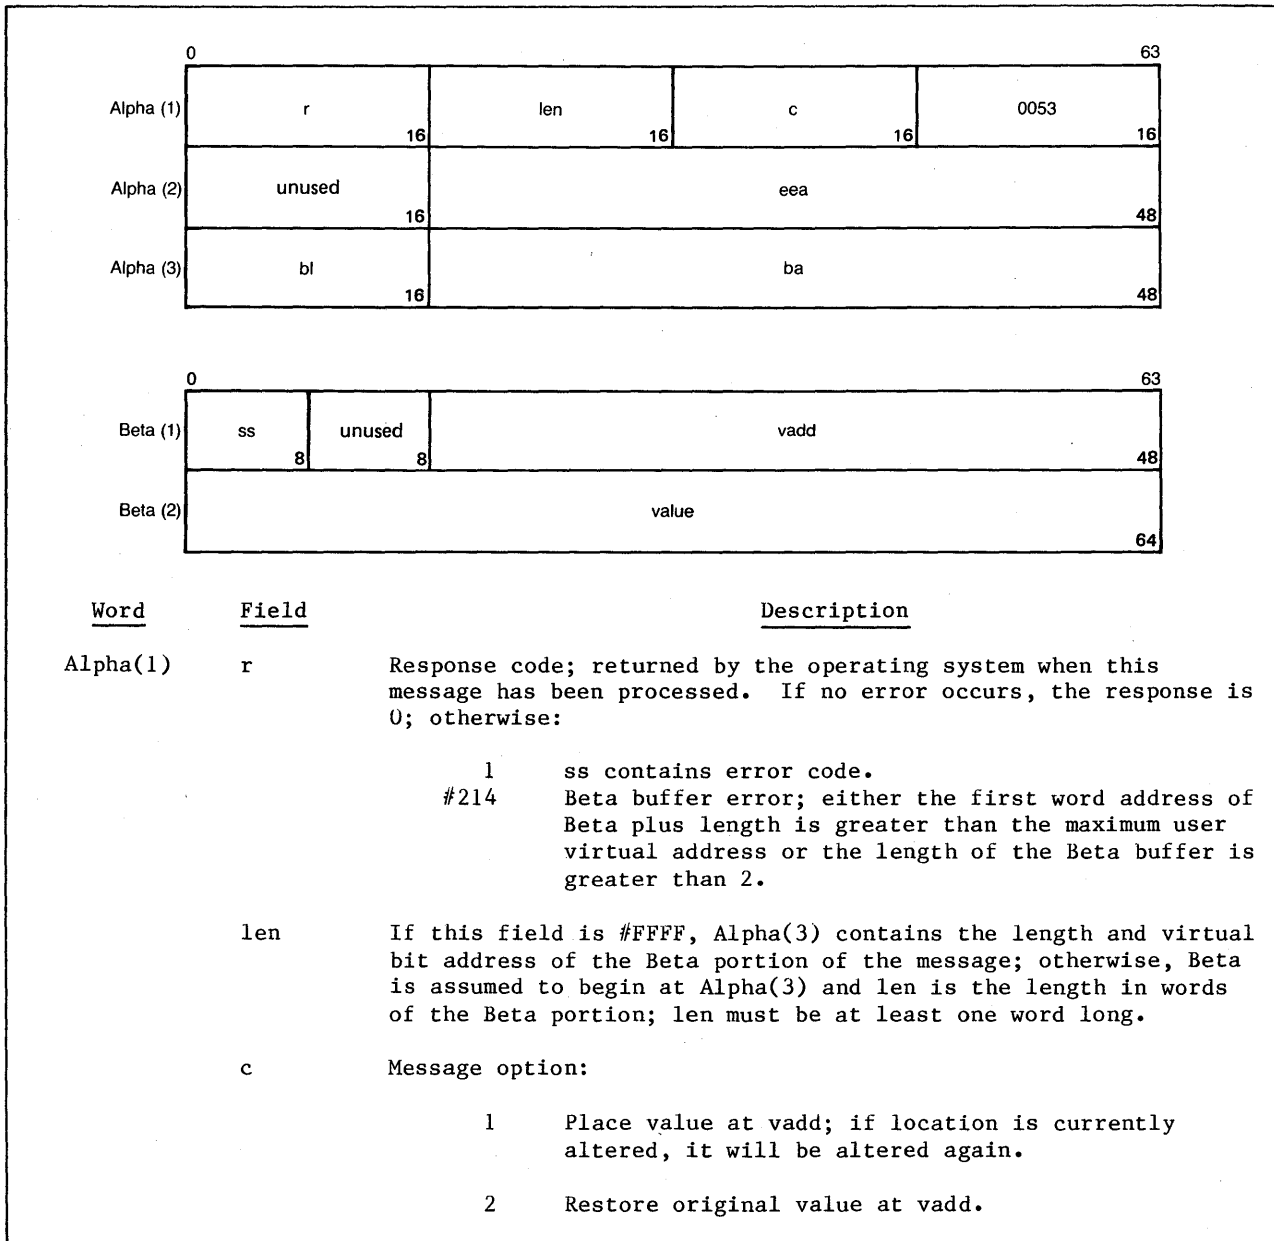 0 63
Alpha (1) r 16 len 16 c 16 0053 16
Alpha (2) unused 16 eea 48
Alpha (3) bl 16 ba 48
0 63
Beta (1) ss 8 unused 8 vadd 48
Beta (2) value 64
Word Field Description
Alpha(1) r Response code; returned by the operating system when this
message has been processed. If no error occurs, the response is
0; otherwise:
1 ss contains error code.
#214 Beta buffer error; either the first word address of
Beta plus length is greater than the maximum user
virtual address or the length of the Beta buffer is
greater than 2.
len If this field is #FFFF, Alpha(3) contains the length and virtual
bit address of the Beta portion of the message; otherwise, Beta
is assumed to begin at Alpha(3) and len is the length in words
of the Beta portion; len must be at least one word long.
c Message option:
1 Place value at vadd; if location is currently
altered, it will be altered again.
2 Restore original value at vadd.